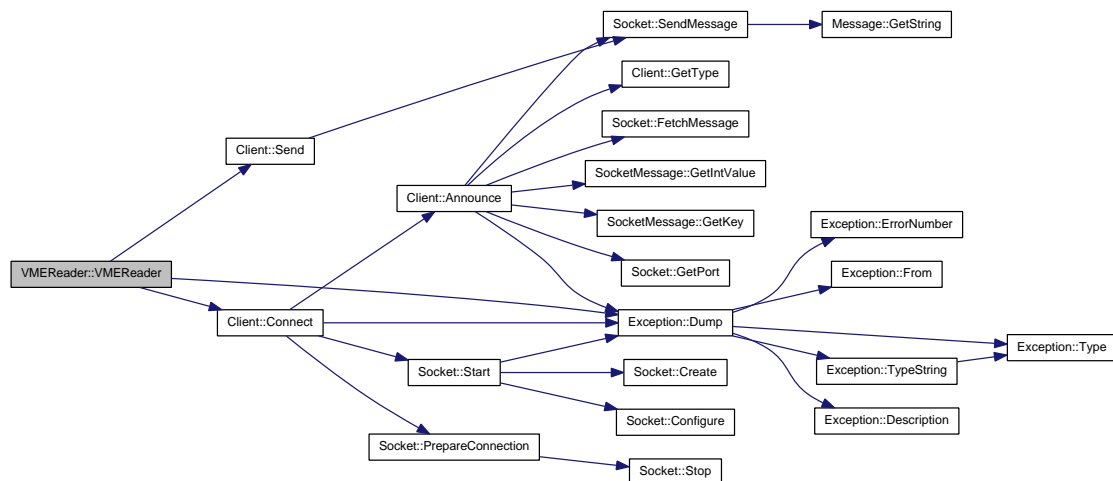 VMEReader::VMEReader
Client::Send
Client::Connect
Client::Announce
Socket::Start
Socket::PrepareConnection
Socket::SendMessage
Client::GetType
Socket::FetchMessage
SocketMessage::GetIntValue
SocketMessage::GetKey
Socket::GetPort
Exception::Dump
Socket::Create
Socket::Configure
Socket::Stop
Message::GetString
Exception::ErrorNumber
Exception::From
Exception::TypeString
Exception::Description
Exception::Type